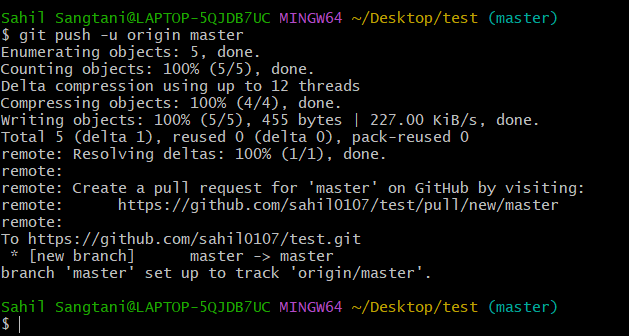 Sahil Sangtani@LAPTOP-5QJDB7UC MINGW64 ~/Desktop/test (master)
$ git push -u origin master
Enumerating objects: 5, done.
Counting objects: 100% (5/5), done.
Delta compression using up to 12 threads
Compressing objects: 100% (4/4), done.
Writing objects: 100% (5/5), 455 bytes | 227.00 KiB/s, done.
Total 5 (delta 1), reused 0 (delta 0), pack-reused 0
remote: Resolving deltas: 100% (1/1), done.
remote:
remote: Create a pull request for 'master' on GitHub by visiting:
remote:      https://github.com/sahil0107/test/pull/new/master
remote:
To https://github.com/sahil0107/test.git
 * [new branch]      master -> master
branch 'master' set up to track 'origin/master'.
Sahil Sangtani@LAPTOP-5QJDB7UC MINGW64 ~/Desktop/test (master)
$